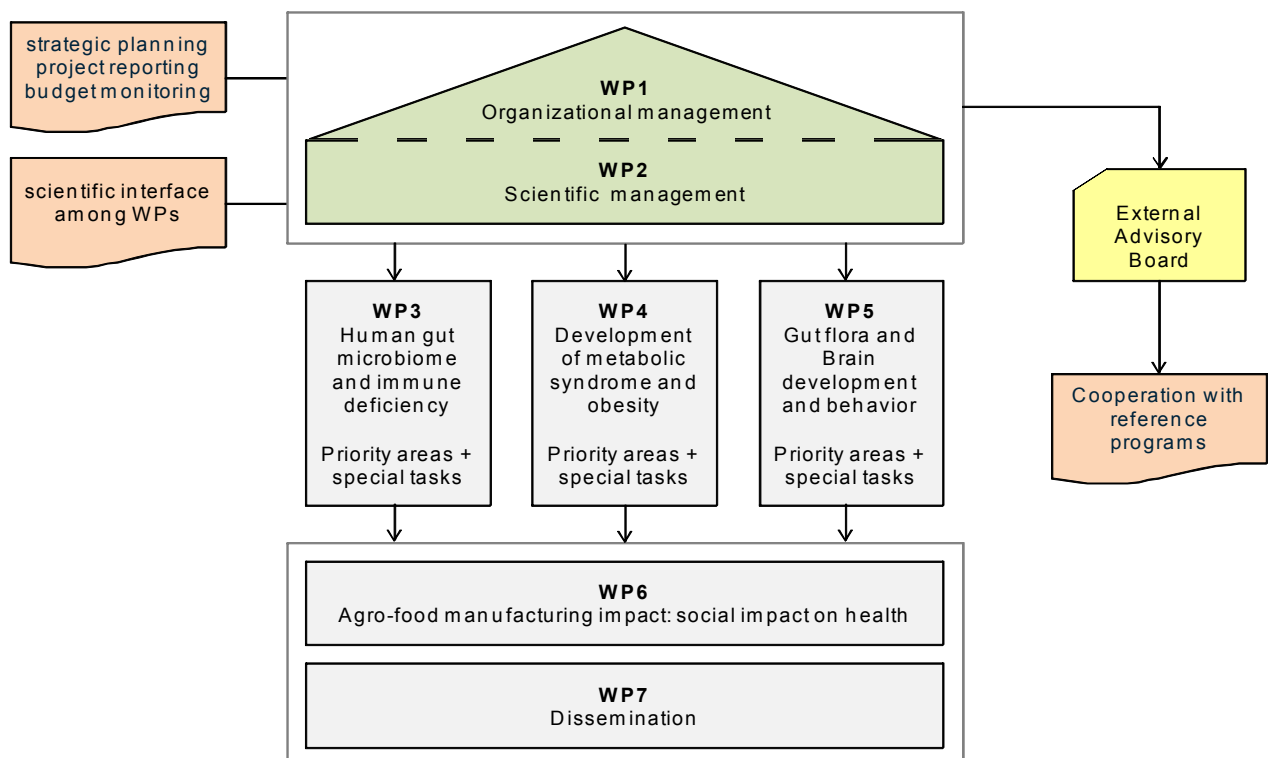 strategic planning
project reporting
budget monitoring
scientific interface
among WPs
WP1
Organizational management
WP2
Scientific management
External
Advisory
Board
Cooperation with
reference
programs
WP3
Human gut
microbiome
and immune
deficiency
Priority areas +
special tasks
WP4
Development
of metabolic
syndrome and
obesity
Priority areas +
special tasks
WP5
Gut flora and
Brain
development
and behavior
Priority areas +
special tasks
WP6
Agro-food manufacturing impact: social impact on health
WP7
Dissemination